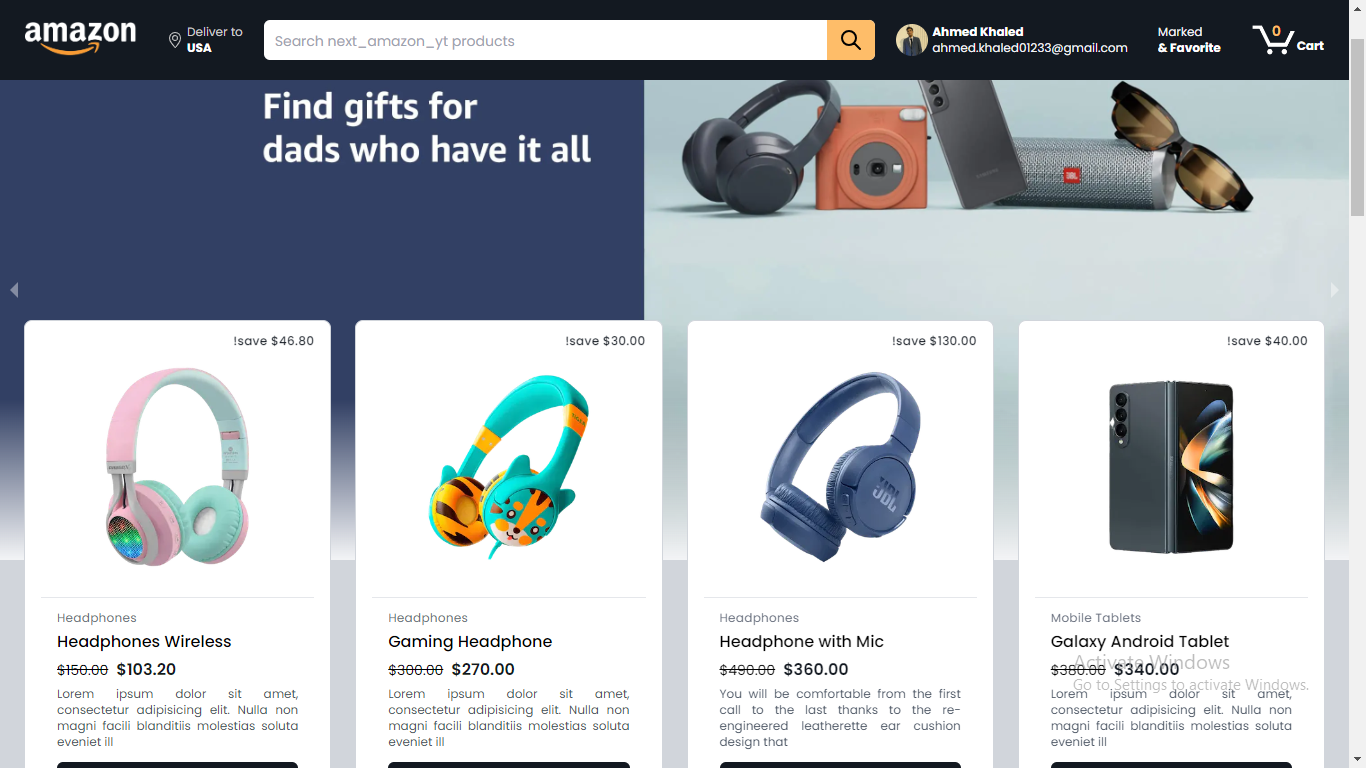 amazon
Deliver to
USA
Search next_amazon_yt products
Ahmed Khaled
ahmed.khaled01233@gmail.com
Marked
& Favorite
0
Cart
Find gifts for
dads who have it all
JBL
!save $46.80
!save $30.00
!save $130.00
!save $40.00
JBL
Headphones
Headphones Wireless
$150.00 $103.20
Lorem ipsum dolor sit amet,
consectetur adipisicing elit. Nulla non
magni facili blanditiis molestias soluta
eveniet ill
Headphones
Gaming Headphone
$300.00 $270.00
Lorem ipsum dolor sit amet,
consectetur adipisicing elit. Nulla non
magni facili blanditiis molestias soluta
eveniet ill
Headphones
Headphone with Mic
$490.00 $360.00
You will be comfortable from the first
call to the last thanks to the re-
engineered leatherette ear cushion
design that
Mobile Tablets
Galaxy Android Tablet
$380.00 $340.00
Lorem ipsum dolor sit amet,
consectetur adipisicing elit. Nulla non
magni facili blanditiis molestias soluta
eveniet ill
Activate Windows
Go to Settings to activate Windows.